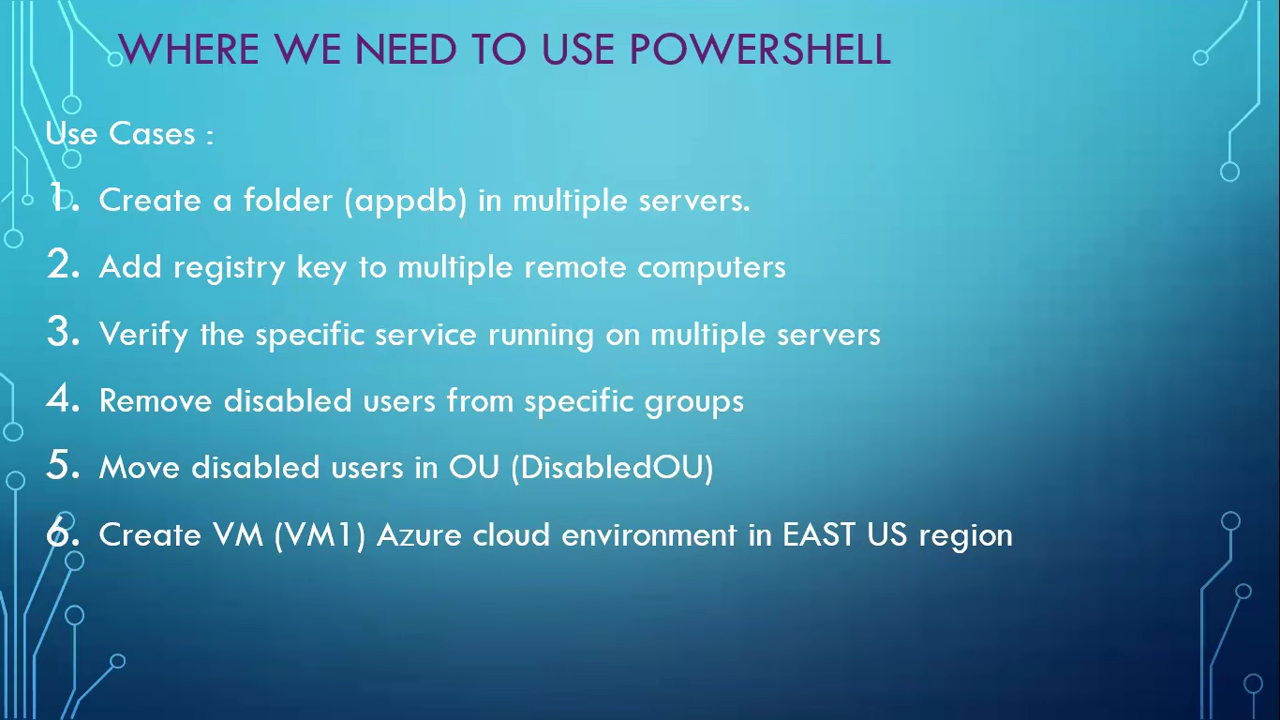 WHERE WE NEED TO USE POWERSHELL
Use Cases :
1. Create a folder (appdb) in multiple servers.
2. Add registry key to multiple remote computers
3. Verify the specific service running on multiple servers
4. Remove disabled users from specific groups
5. Move disabled users in OU (DisabledOU)
6. Create VM (VM1) Azure cloud environment in EAST US region